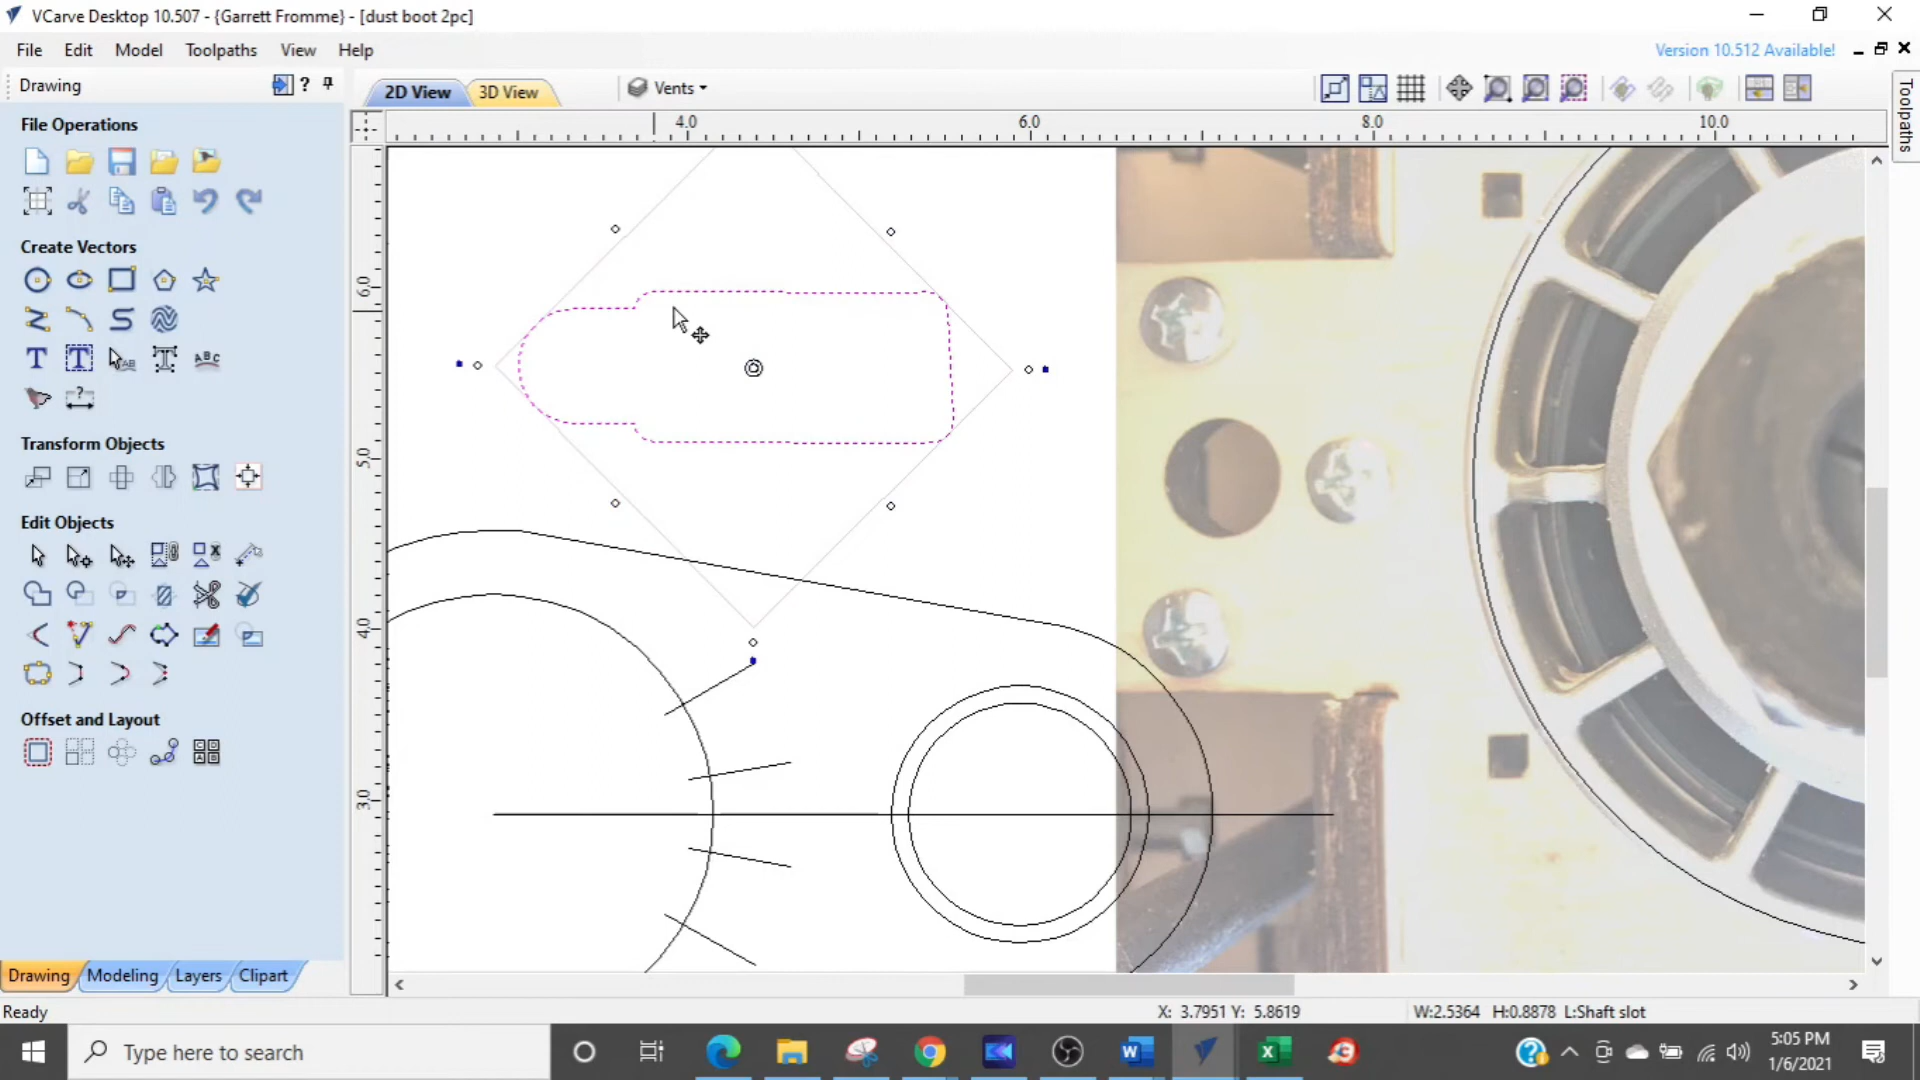 VCarve Desktop 10.507 - {Garrett Fromme} - [dust boot 2pc]
File Edit Model Toolpaths View Help
Version 10.512 Available!
Drawing
2D View
3D View
Vents
Toolpaths
4.0 6.0 8.0 10.0
6.0
5.0
4.0
3.0
File Operations
Create Vectors
Transform Objects
Edit Objects
Offset and Layout
Drawing Modeling Layers Clipart
Ready
X: 3.7951 Y: 5.8619
W:2.5364 H:0.8878 L:Shaft slot
Type here to search
5:05 PM
1/6/2021